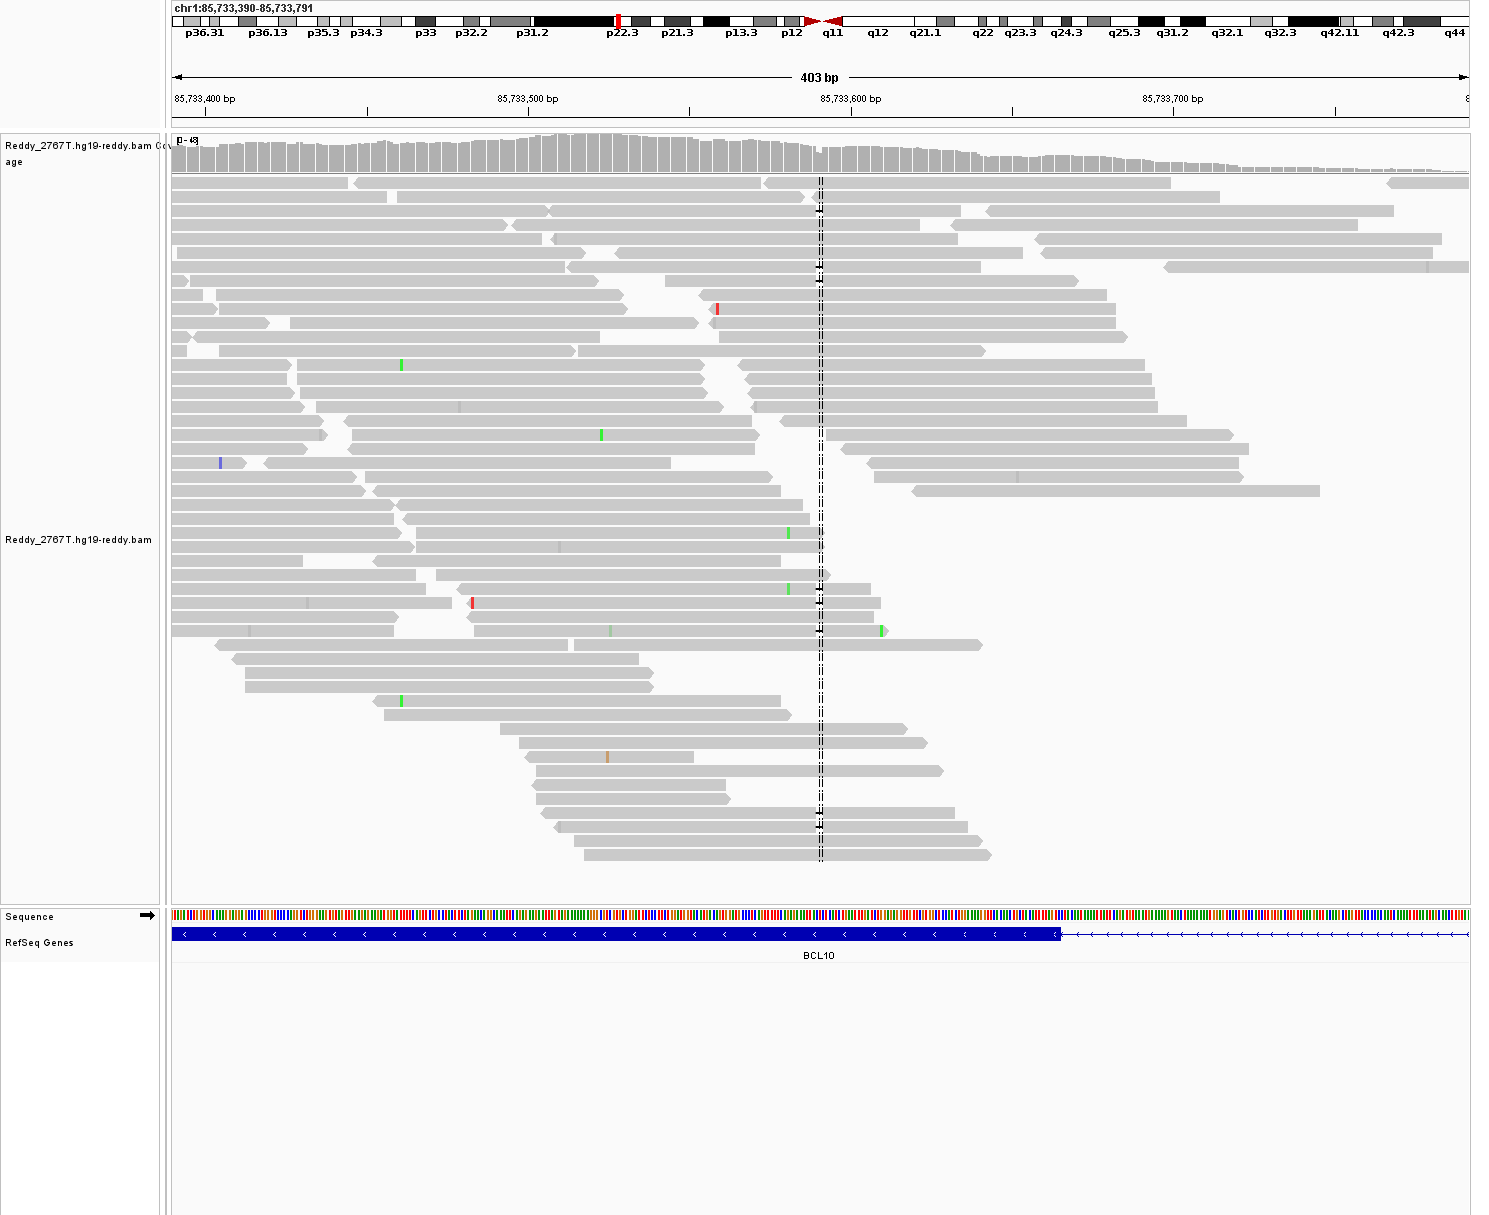 chr1:85,733,390-85,733,791
p36.31 p36.13 p35.3 p34.3 p33 p32.2 p31.2 p22.3 p21.3 p13.3 p12 q11 q12 q21.1 q22 q23.3 q24.3 q25.3 q31.2 q32.1 q32.3 q42.11 q42.3 q44
403 bp
85,733,400 bp 85,733,500 bp 85,733,600 bp 85,733,700 bp 8
Reddy_2767T.hg19-reddy.bam Cov
age
Reddy_2767T.hg19-reddy.bam
Sequence
RefSeq Genes
BCL10